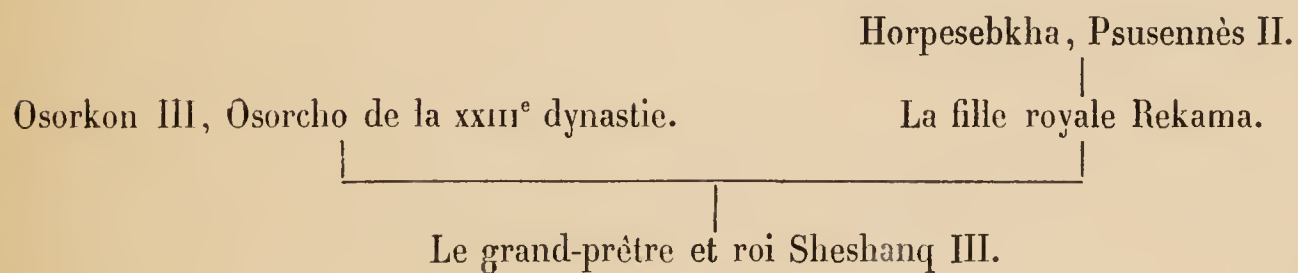 Horpesebkha, Psusennès II.
Osorkon III, Osorcho de la XXIIIᵉ dynastie. La fille royale Rekama.
Le grand-prêtre et roi Sheshanq III.